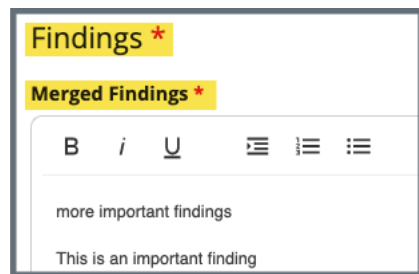 Findings *
Merged Findings *
B i U
more important findings
This is an important finding